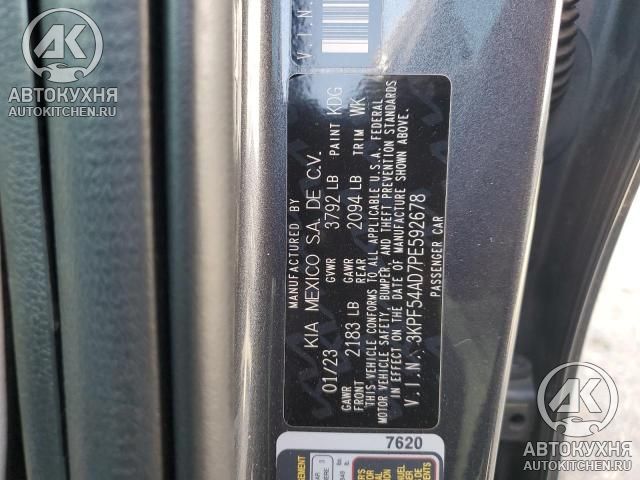 АВТОКУХНЯ
AUTOKITCHEN.RU
V.I.N
MANUFACTURED BY
KIA MEXICO S.A. DE C.V.
01/23 GVWR 3792 LB PAINT KDG
GAWR FRONT 2183 LB GAWR REAR 2094 LB TRIM WK
THIS VEHICLE CONFORMS TO ALL APPLICABLE U.S.A. FEDERAL
MOTOR VEHICLE SAFETY, BUMPER, AND THEFT PREVENTION STANDARDS
IN EFFECT ON THE DATE OF MANUFACTURE SHOWN ABOVE.
V.I.N: 3KPF54AD7PE592678
PASSENGER CAR
7620
АВТОКУХНЯ
AUTOKITCHEN.RU